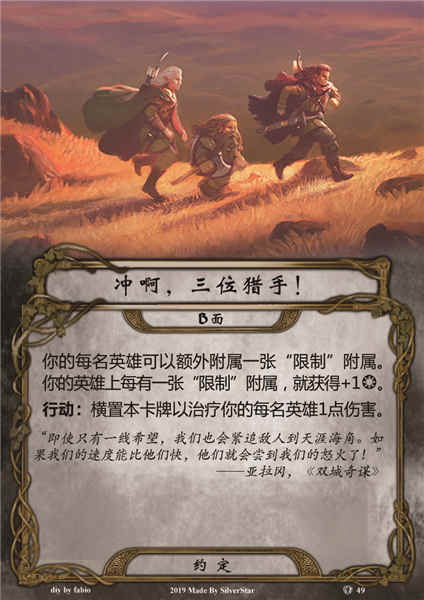 冲啊，三位猎手！
B面
你的每名英雄可以额外附属一张“限制”附属。
你的英雄上每有一张“限制”附属，就获得+1。
行动：横置本卡牌以治疗你的每名英雄1点伤害。
“即使只有一线希望，我们也会紧追敌人到天涯海角。如
果我们的速度能比他们快，他们就会尝到我们的怒火了！”
——亚拉冈，《双城奇谋》
约定
diy by fabio 2019 Made By SilverStar 49